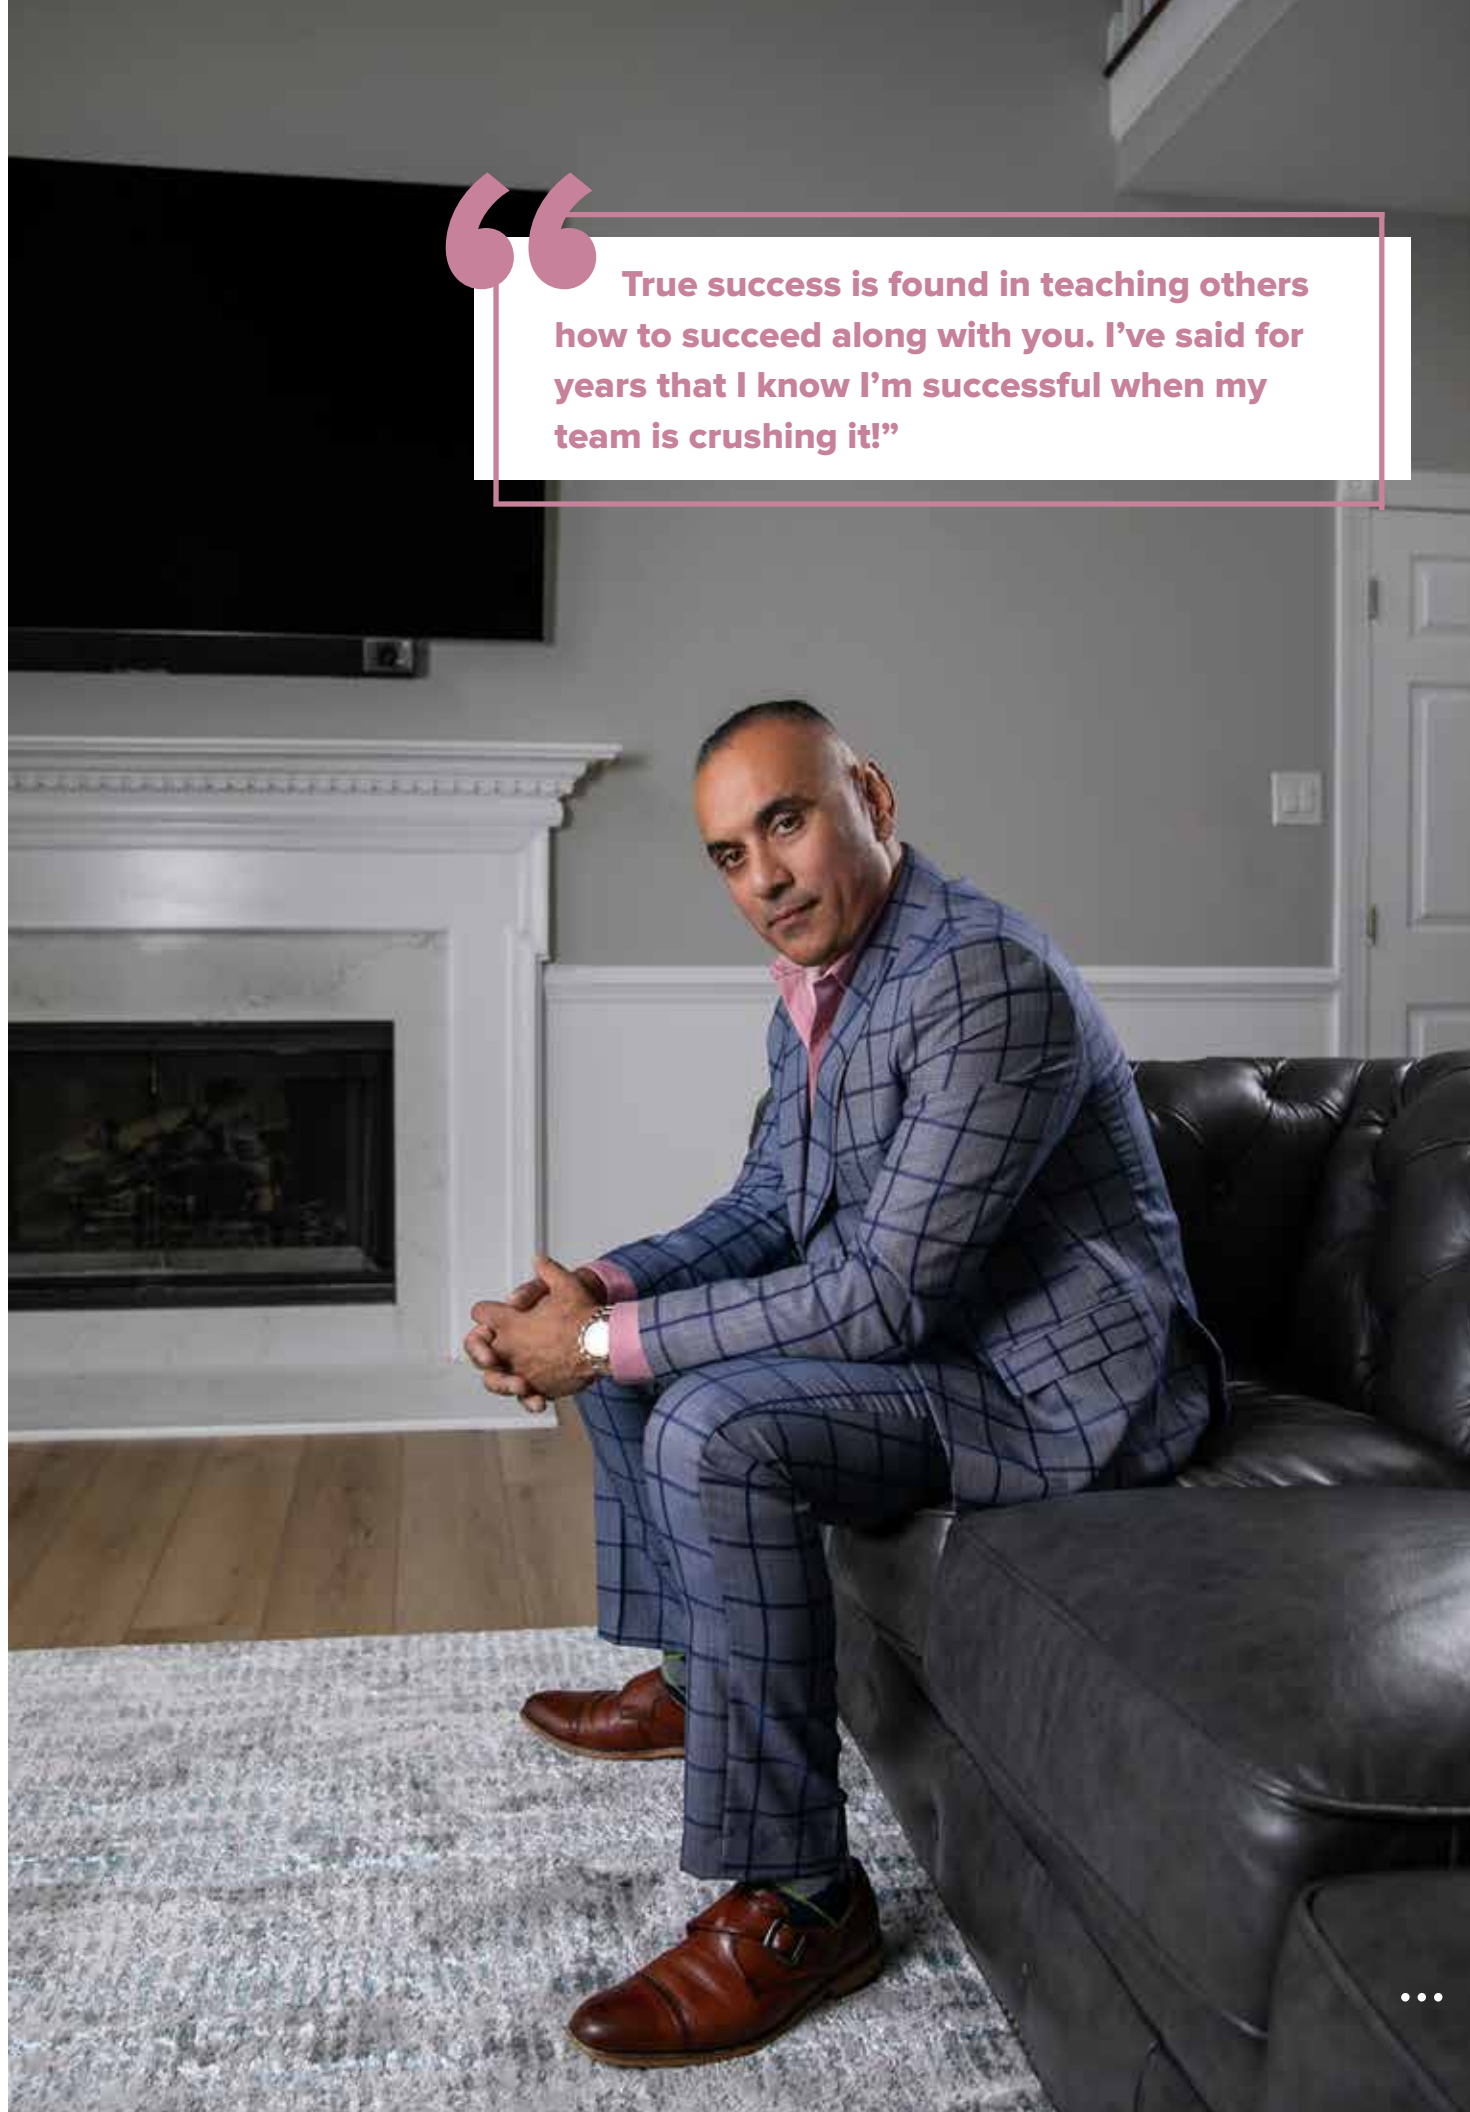 “True success is found in teaching others
how to succeed along with you. I’ve said for
years that I know I’m successful when my
team is crushing it!”
...